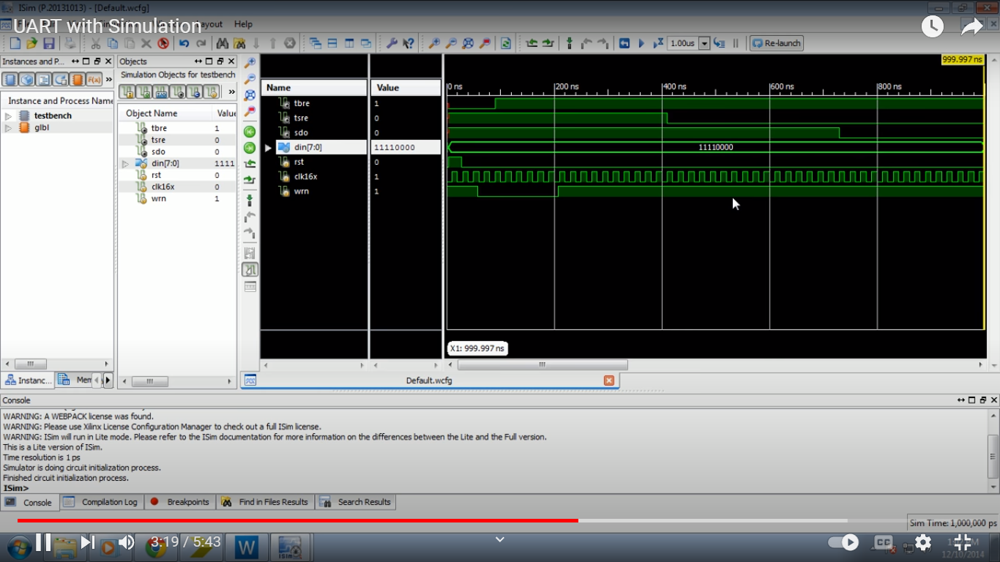 ISim (P.20131013) - [Default.wcfg]
UART with Simulation
Layout Help
1.00us
Re-launch
Instances and P...
Instance and Process Name
testbench
glbl
Instanc...
Mem
Objects
Simulation Objects for testbench
Object Name Value
tbre 1
tsre 0
sdo 0
din[7:0] 1111
rst 0
clk16x 0
wrn 1
Name Value
tbre 1
tsre 0
sdo 0
din[7:0] 11110000
rst 0
clk16x 1
wrn 1
999.997 ns
0 ns 200 ns 400 ns 600 ns 800 ns
11110000
X1: 999.997 ns
Default.wcfg
Console
WARNING: A WEBPACK license was found.
WARNING: Please use Xilinx License Configuration Manager to check out a full ISim license.
WARNING: ISim will run in Lite mode. Please refer to the ISim documentation for more information on the differences between the Lite and the Full version.
This is a Lite version of ISim.
Time resolution is 1 ps
Simulator is doing circuit initialization process.
Finished circuit initialization process.
ISim>
Console Compilation Log Breakpoints Find in Files Results Search Results
Sim Time: 1,000,000 ps
3:19 / 5:43
W
ISim
CC
PM
12/10/2014